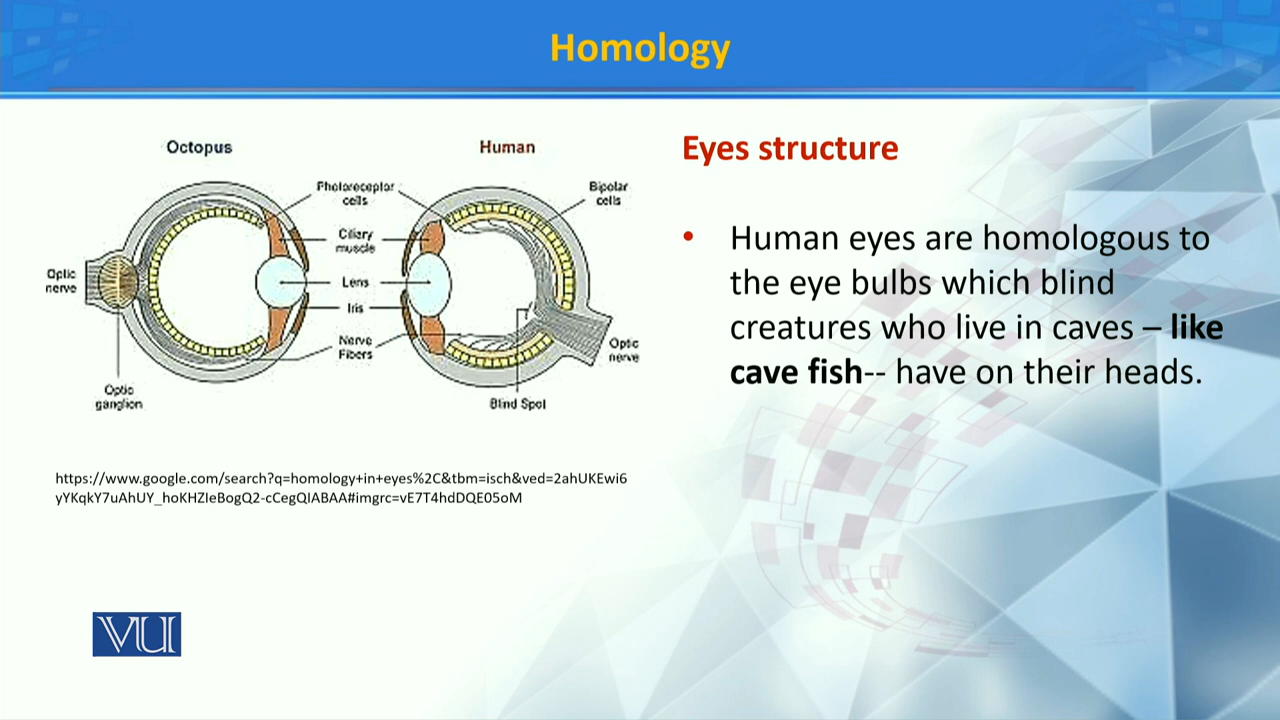 Homology
Octopus
Human
Photoreceptor
cells
Bipolar
cells
Ciliary
muscle
Optic
nerve
Lens
Iris
Nerve
Fibers
Optic
nerve
Optic
ganglion
Blind Spot
https://www.google.com/search?q=homology+in+eyes%2C&tbm=isch&ved=2ahUKEwi6
yYKqkY7uAhUY_hoKHZIeBogQ2-cCegQIABAA#imgrc=vE7T4hdDQE05oM
Eyes structure
• Human eyes are homologous to
the eye bulbs which blind
creatures who live in caves – like
cave fish-- have on their heads.
VU